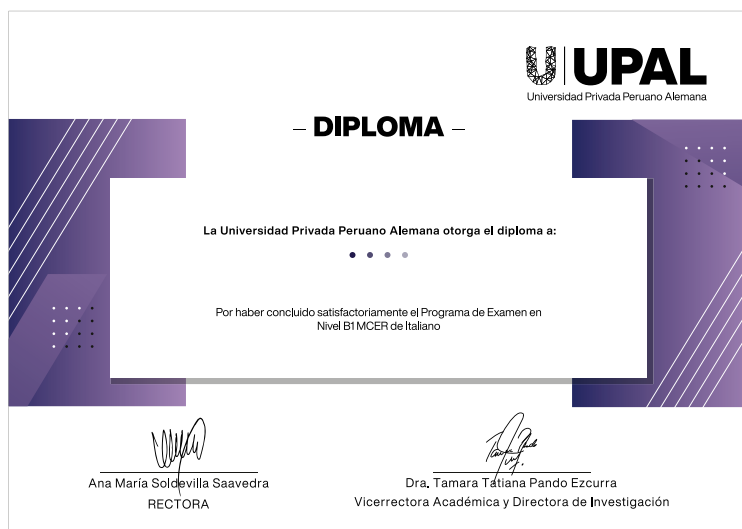 UPAL
Universidad Privada Peruano Alemana
– DIPLOMA –
La Universidad Privada Peruano Alemana otorga el diploma a:
Por haber concluido satisfactoriamente el Programa de Examen en
Nivel B1 MCER de Italiano
Ana María Soldevilla Saavedra
RECTORA
Dra. Tamara Tatiana Pando Ezcurra
Vicerrectora Académica y Directora de Investigación